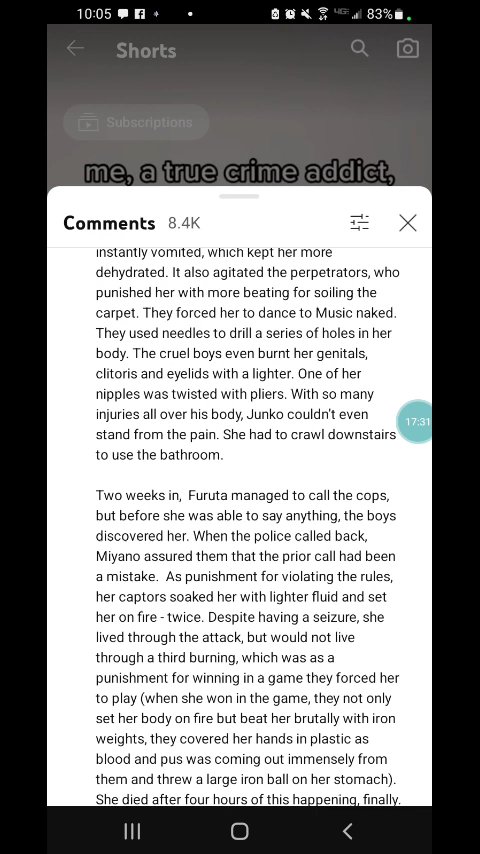 10:05 83%
Shorts
Subscriptions
me, a true crime addict,
Comments 8.4K
instantly vomited, which kept her more
dehydrated. It also agitated the perpetrators, who
punished her with more beating for soiling the
carpet. They forced her to dance to Music naked.
They used needles to drill a series of holes in her
body. The cruel boys even burnt her genitals,
clitoris and eyelids with a lighter. One of her
nipples was twisted with pliers. With so many
injuries all over his body, Junko couldn't even
stand from the pain. She had to crawl downstairs
17:31
to use the bathroom.
Two weeks in,  Furuta managed to call the cops,
but before she was able to say anything, the boys
discovered her. When the police called back,
Miyano assured them that the prior call had been
a mistake.  As punishment for violating the rules,
her captors soaked her with lighter fluid and set
her on fire - twice. Despite having a seizure, she
lived through the attack, but would not live
through a third burning, which was as a
punishment for winning in a game they forced her
to play (when she won in the game, they not only
set her body on fire but beat her brutally with iron
weights, they covered her hands in plastic as
blood and pus was coming out immensely from
them and threw a large iron ball on her stomach).
She died after four hours of this happening, finally.